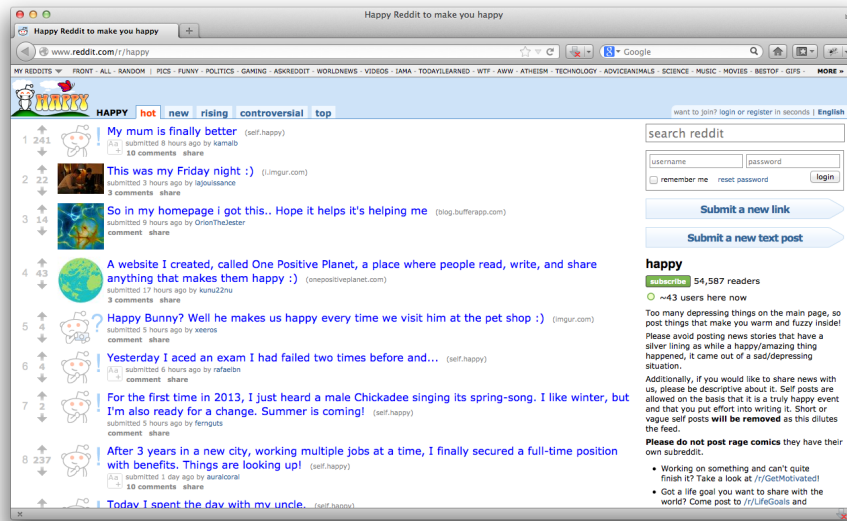 Happy Reddit to make you happy
Happy Reddit to make you happy
www.reddit.com/r/happy
Google
MY REDDITS FRONT - ALL - RANDOM | PICS - FUNNY - POLITICS - GAMING - ASKREDDIT - WORLDNEWS - VIDEOS - IAMA - TODAYILEARNED - WTF - AWW - ATHEISM - TECHNOLOGY - ADVICEANIMALS - SCIENCE - MUSIC - MOVIES - BESTOF - GIFS - MORE »
HAPPY HAPPY hot new rising controversial top
want to join? login or register in seconds | English
1 241 My mum is finally better (self.happy)
Aa+ submitted 8 hours ago by kamalb
10 comments share
2 22 This was my Friday night :) (i.imgur.com)
submitted 3 hours ago by lajouissance
3 comments share
3 14 So in my homepage i got this.. Hope it helps it's helping me (blog.bufferapp.com)
submitted 9 hours ago by OrionTheJester
comment share
4 43 A website I created, called One Positive Planet, a place where people read, write, and share
anything that makes them happy :) (onepositiveplanet.com)
submitted 17 hours ago by kunu22nu
3 comments share
5 4 Happy Bunny? Well he makes us happy every time we visit him at the pet shop :) (imgur.com)
submitted 5 hours ago by xeeros
comment share
6 4 Yesterday I aced an exam I had failed two times before and... (self.happy)
Aa+ submitted 6 hours ago by rafaelbn
comment share
7 2 For the first time in 2013, I just heard a male Chickadee singing its spring-song. I like winter, but
I'm also ready for a change. Summer is coming! (self.happy)
submitted 5 hours ago by fernguts
comment share
8 237 After 3 years in a new city, working multiple jobs at a time, I finally secured a full-time position
with benefits. Things are looking up! (self.happy)
Aa+ submitted 1 day ago by auralcoral
10 comments share
Today I spent the day with my uncle. (self.happy)
search reddit
username password
remember me reset password login
Submit a new link
Submit a new text post
happy
subscribe 54,587 readers
~43 users here now
Too many depressing things on the main page, so
post things that make you warm and fuzzy inside!
Please avoid posting news stories that have a
silver lining as while a happy/amazing thing
happened, it came out of a sad/depressing
situation.
Additionally, if you would like to share news with
us, please be descriptive about it. Self posts are
allowed on the basis that it is a truly happy event
and that you put effort into writing it. Short or
vague self posts will be removed as this dilutes
the feed.
Please do not post rage comics they have their
own subreddit.
• Working on something and can't quite
finish it? Take a look at /r/GetMotivated!
• Got a life goal you want to share with the
world? Come post to /r/LifeGoals and